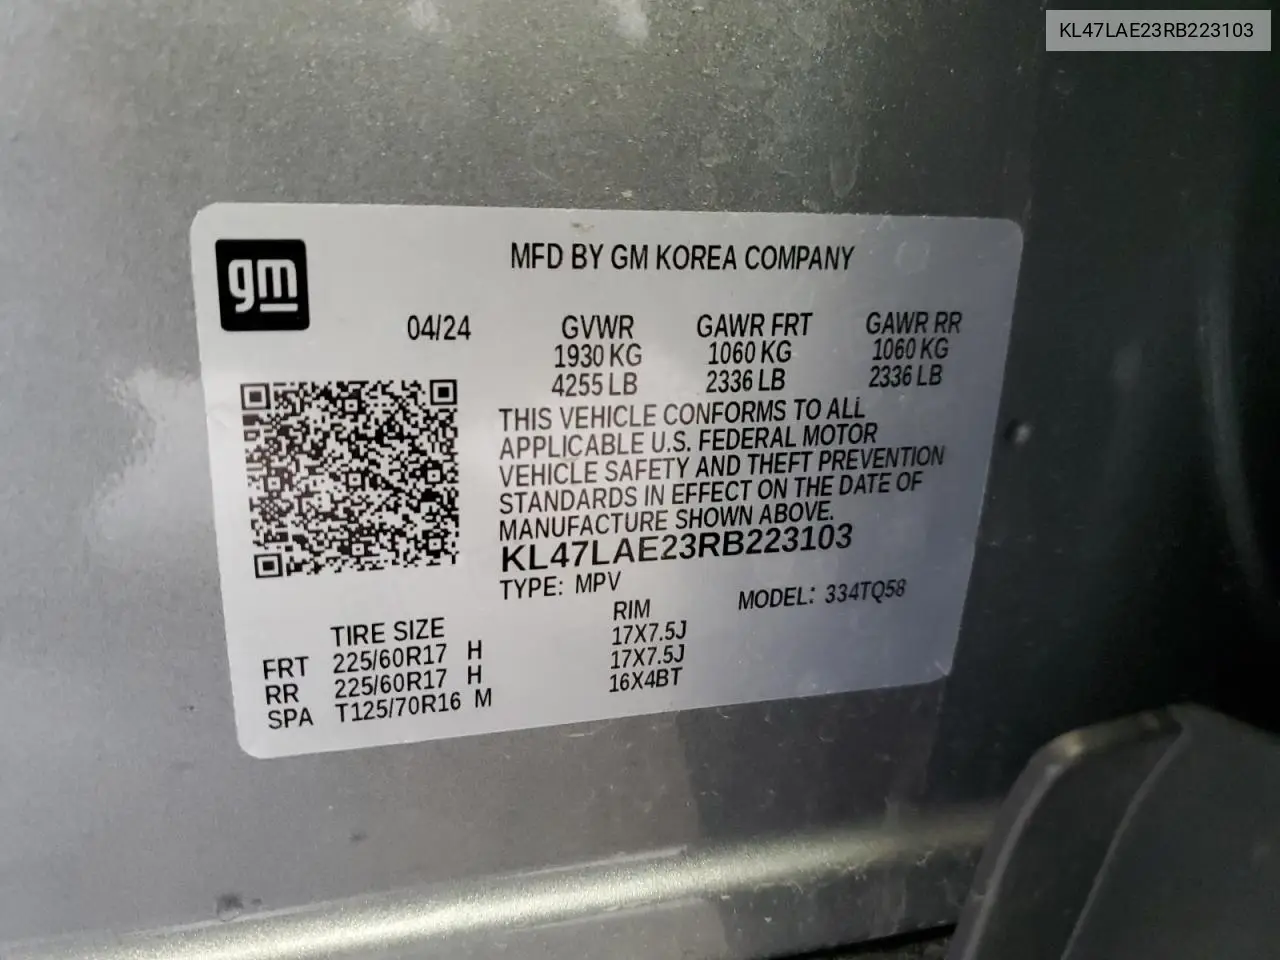 KL47LAE23RB223103
gm
MFD BY GM KOREA COMPANY
04/24 GVWR GAWR FRT GAWR RR
1930 KG 1060 KG 1060 KG
4255 LB 2336 LB 2336 LB
THIS VEHICLE CONFORMS TO ALL
APPLICABLE U.S. FEDERAL MOTOR
VEHICLE SAFETY AND THEFT PREVENTION
STANDARDS IN EFFECT ON THE DATE OF
MANUFACTURE SHOWN ABOVE.
KL47LAE23RB223103
TYPE: MPV MODEL: 334TQ58
TIRE SIZE RIM
FRT 225/60R17 H 17X7.5J
RR 225/60R17 H 17X7.5J
SPA T125/70R16 M 16X4BT